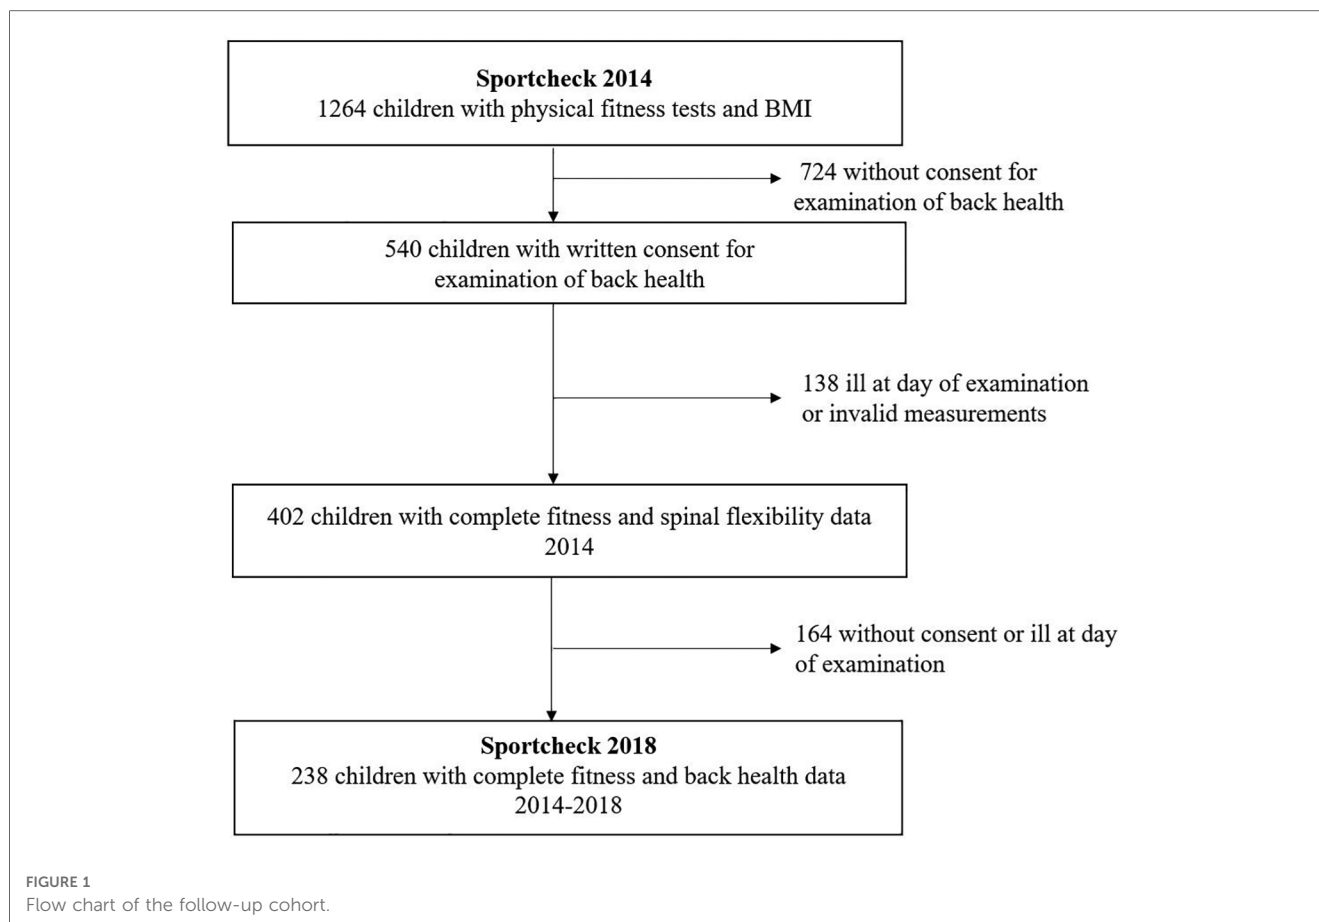 Sportcheck 2014
1264 children with physical fitness tests and BMI
724 without consent for
examination of back health
540 children with written consent for
examination of back health
138 ill at day of examination
or invalid measurements
402 children with complete fitness and spinal flexibility data
2014
164 without consent or ill at day
of examination
Sportcheck 2018
238 children with complete fitness and back health data
2014-2018
FIGURE 1
Flow chart of the follow-up cohort.